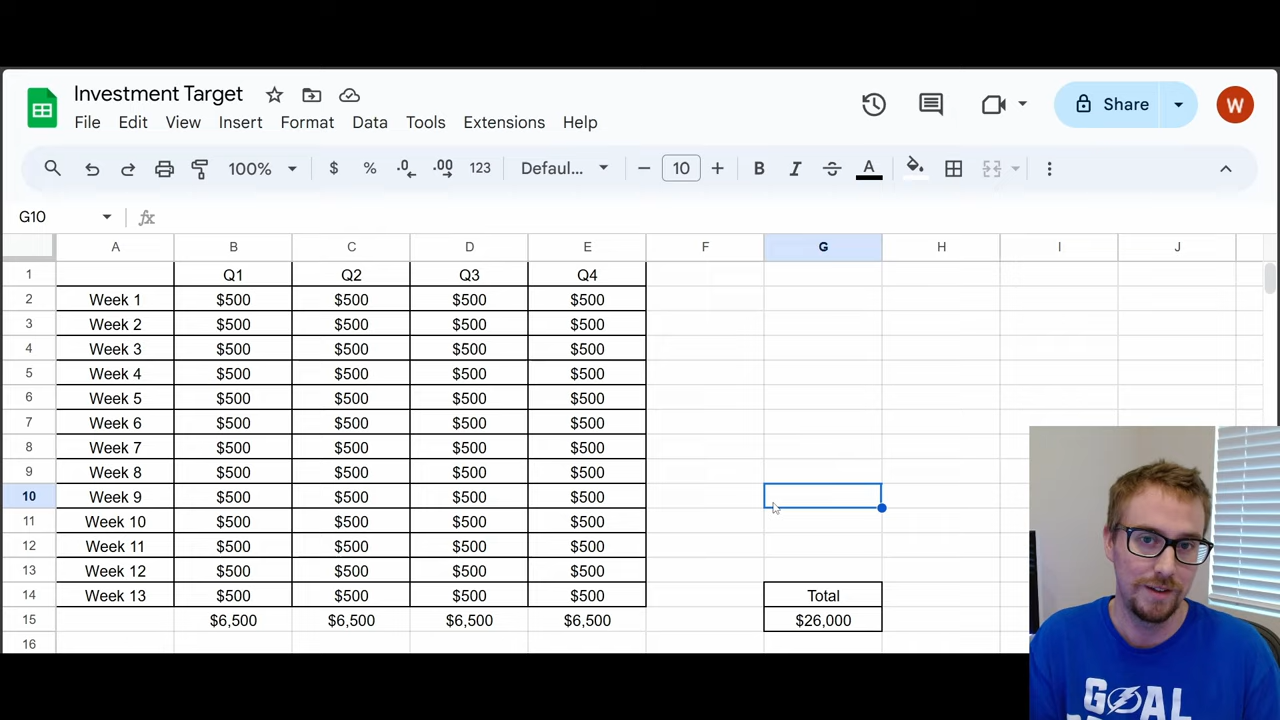 Investment Target
File Edit View Insert Format Data Tools Extensions Help
Share
W
100% $ % .0 .00 123 Defaul... 10 B I A
G10 fx
A B C D E F G H I J
1 Q1 Q2 Q3 Q4
2 Week 1 $500 $500 $500 $500
3 Week 2 $500 $500 $500 $500
4 Week 3 $500 $500 $500 $500
5 Week 4 $500 $500 $500 $500
6 Week 5 $500 $500 $500 $500
7 Week 6 $500 $500 $500 $500
8 Week 7 $500 $500 $500 $500
9 Week 8 $500 $500 $500 $500
10 Week 9 $500 $500 $500 $500
11 Week 10 $500 $500 $500 $500
12 Week 11 $500 $500 $500 $500
13 Week 12 $500 $500 $500 $500
14 Week 13 $500 $500 $500 $500 Total
15 $6,500 $6,500 $6,500 $6,500 $26,000
16
GOAL